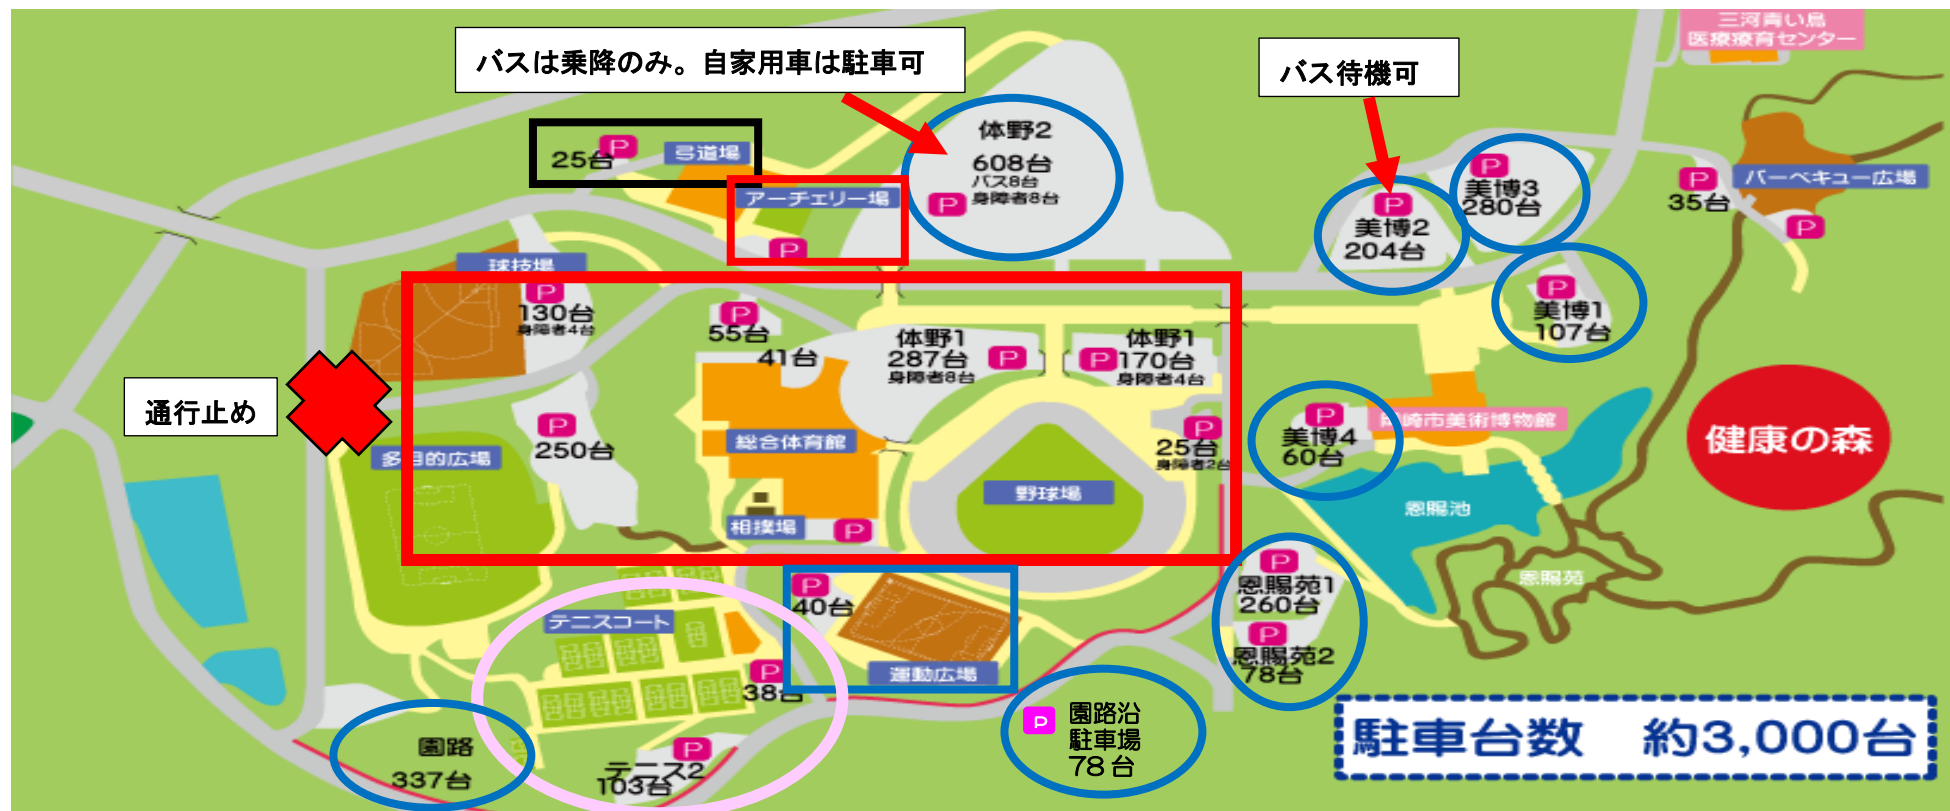 三河青い鳥
医療療育センター
バスは乗降のみ。自家用車は駐車可
バス待機可
P
25台
弓道場
アーチェリー場
P
体野2
608台
バス8台
P
身障者8台
P
美博3
280台
P
美博2
204台
P
35台
バーベキュー広場
P
球技場
P
130台
身障者4台
P
55台
41台
体野1
287台
P
身障者8台
体野1
P
170台
身障者4台
P
美博1
107台
通行止め
P
250台
多目的広場
総合体育館
野球場
P
25台
身障者2台
P
美博4
60台
岡崎市美術博物館
健康の森
恩賜池
恩賜苑
相撲場
P
P
40台
運動広場
テニスコート
P
38台
P
テニス2
103台
園路
337台
P
園路沿
駐車場
78台
P
恩賜苑1
260台
P
恩賜苑2
78台
駐車台数 約3,000台